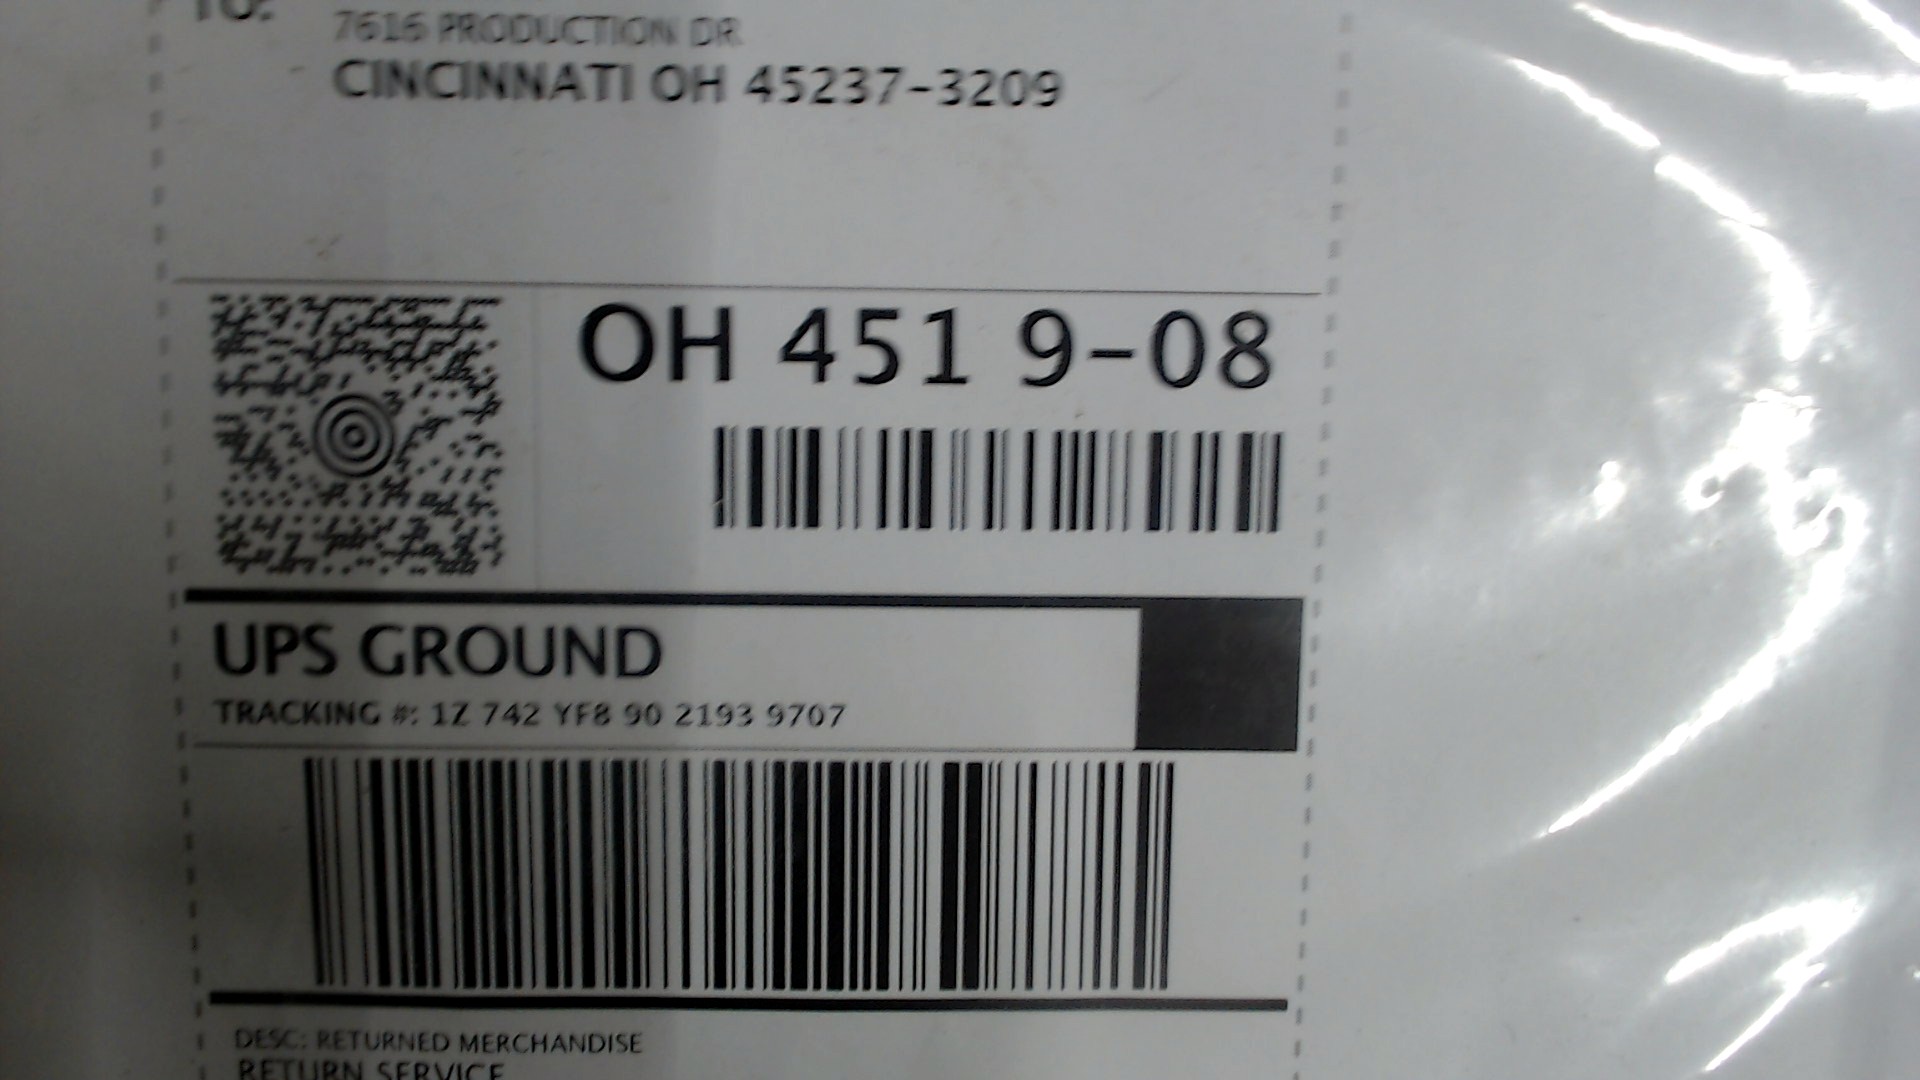 TO:
7616 PRODUCTION DR
CINCINNATI OH 45237-3209
OH 451 9-08
UPS GROUND
TRACKING #: 1Z 742 YF8 90 2193 9707
DESC: RETURNED MERCHANDISE
RETURN SERVICE